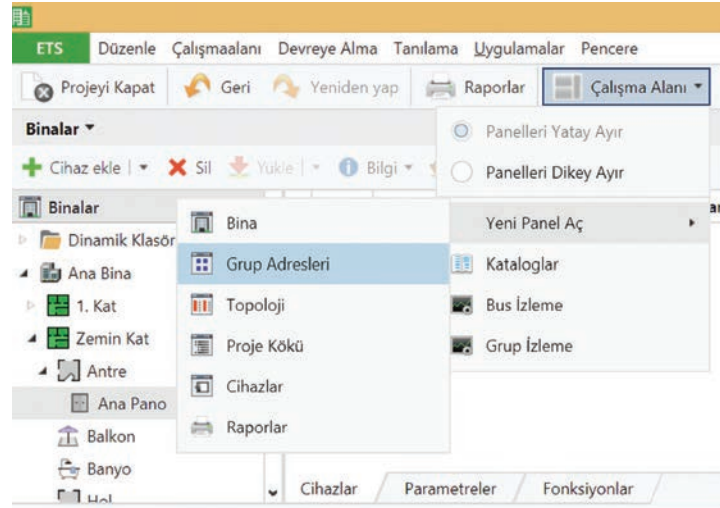 ETS Düzenle Çalışmaalanı Devreye Alma Tanılama Uygulamalar Pencere
Projeyi Kapat Geri Yeniden yap Raporlar Çalışma Alanı
Binalar
Panelleri Yatay Ayır
Cihaz ekle Sil Yükle Bilgi
Panelleri Dikey Ayır
Binalar
Bina
Yeni Panel Aç
Dinamik Klasör
Grup Adresleri
Kataloglar
Ana Bina
1. Kat
Topoloji
Bus İzleme
Zemin Kat
Proje Kökü
Grup İzleme
Antre
Cihazlar
Ana Pano
Raporlar
Balkon
Banyo
Cihazlar Parametreler Fonksiyonlar